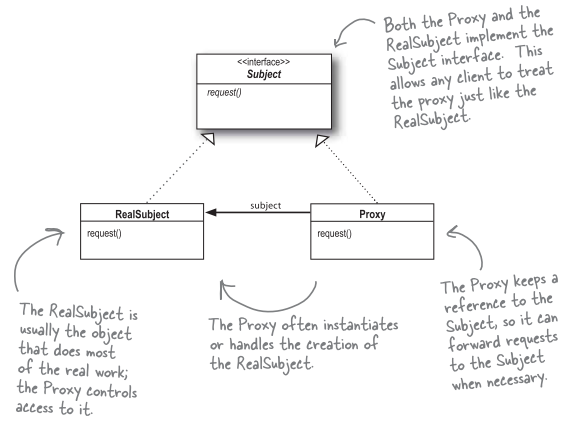 Both the Proxy and the
RealSubject implement the
Subject interface. This
allows any client to treat
the proxy just like the
RealSubject.
<<interface>>
Subject
request()
subject
RealSubject
request()
Proxy
request()
The RealSubject is
usually the object
that does most
of the real work;
the Proxy controls
access to it.
The Proxy often instantiates
or handles the creation of
the RealSubject.
The Proxy keeps a
reference to the
Subject, so it can
forward requests
to the Subject
when necessary.